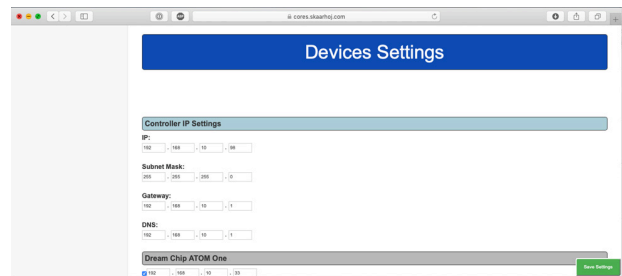 cores.skaarhoj.com
Devices Settings
Controller IP Settings
IP:
192 . 168 . 10 . 99
Subnet Mask:
255 . 255 . 255 . 0
Gateway:
192 . 168 . 10 . 1
DNS:
192 . 168 . 10 . 1
Dream Chip ATOM One
192 . 168 . 10 . 33
Save Settings